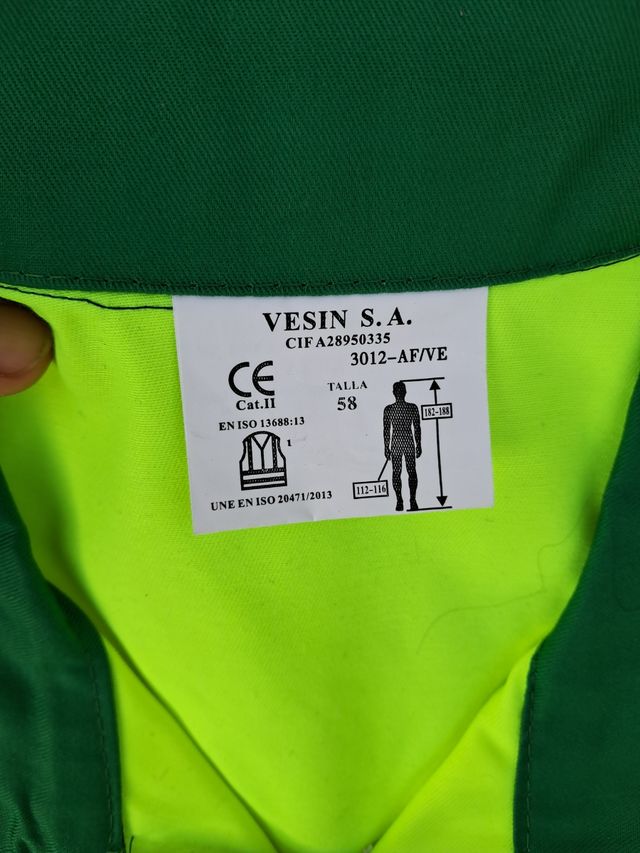 VESIN S.A.
CIF A28950335
3012-AF/VE
CE
Cat.II
TALLA
58
EN ISO 13688:13
1
UNE EN ISO 20471/2013
182-188
112-116